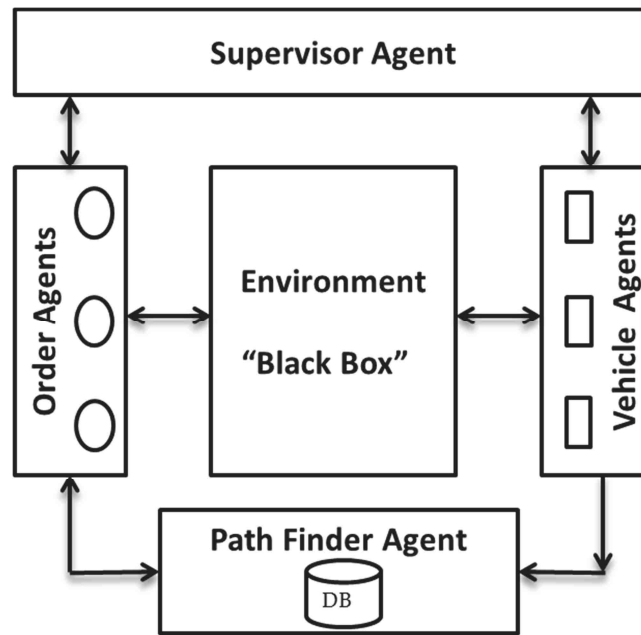 Supervisor Agent
Order Agents
Environment
“Black Box”
Vehicle Agents
Path Finder Agent
DB